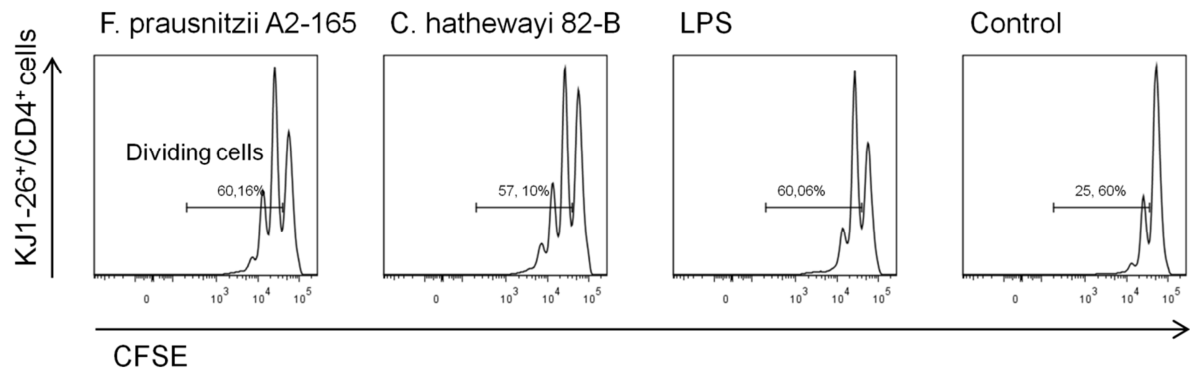 F. prausnitzii A2-165
C. hathewayi 82-B
LPS
Control
KJ1-26⁺/CD4⁺ cells
Dividing cells
60,16%
57, 10%
60,06%
25, 60%
0 10³ 10⁴ 10⁵
0 10³ 10⁴ 10⁵
0 10³ 10⁴ 10⁵
0 10³ 10⁴ 10⁵
CFSE